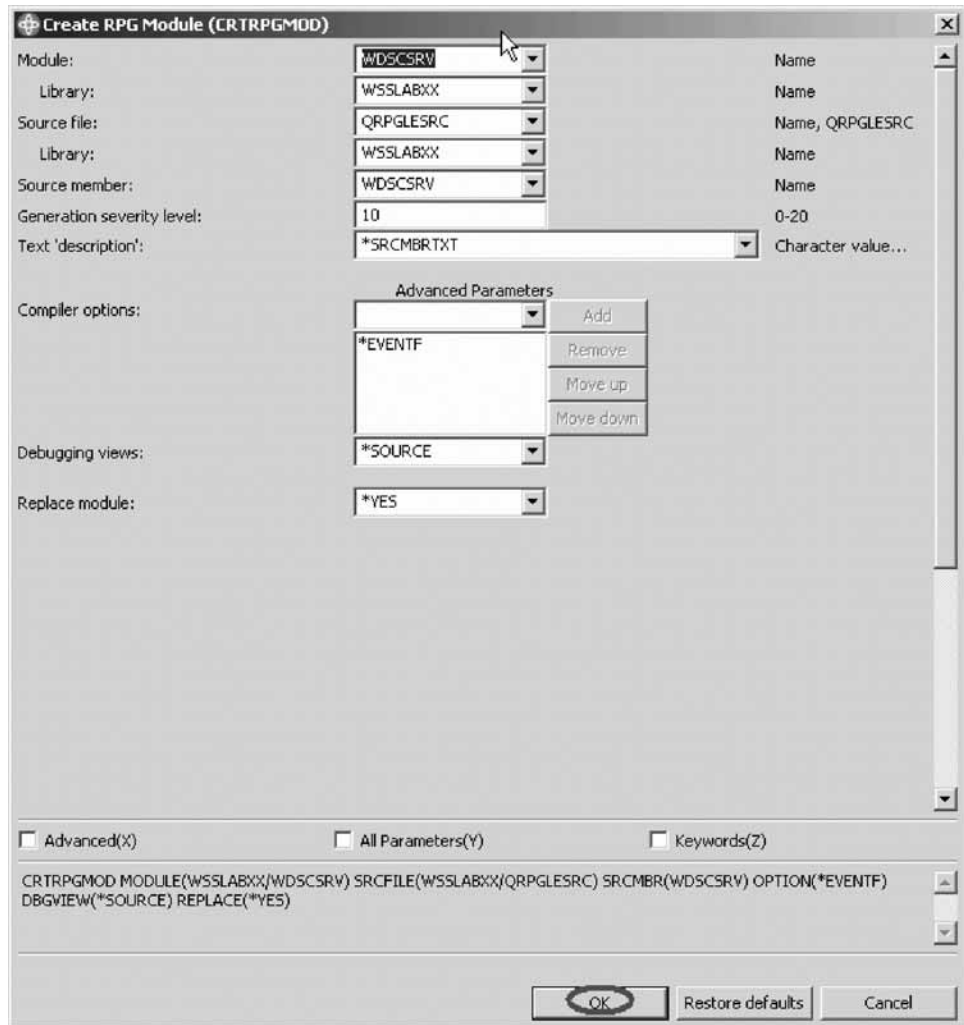 Create RPG Module (CRTRPGMOD)
Module: WDSCSRV Name
Library: WSSLABXX Name
Source file: QRPGLESRC Name, QRPGLESRC
Library: WSSLABXX Name
Source member: WDSCSRV Name
Generation severity level: 10 0-20
Text 'description': *SRCMBRTXT Character value...
Advanced Parameters
Compiler options: Add
*EVENTF Remove
Move up
Move down
Debugging views: *SOURCE
Replace module: *YES
Advanced(X) All Parameters(Y) Keywords(Z)
CRTRPGMOD MODULE(WSSLABXX/WDSCSRV) SRCFILE(WSSLABXX/QRPGLESRC) SRCMBR(WDSCSRV) OPTION(*EVENTF)
DBGVIEW(*SOURCE) REPLACE(*YES)
OK Restore defaults Cancel